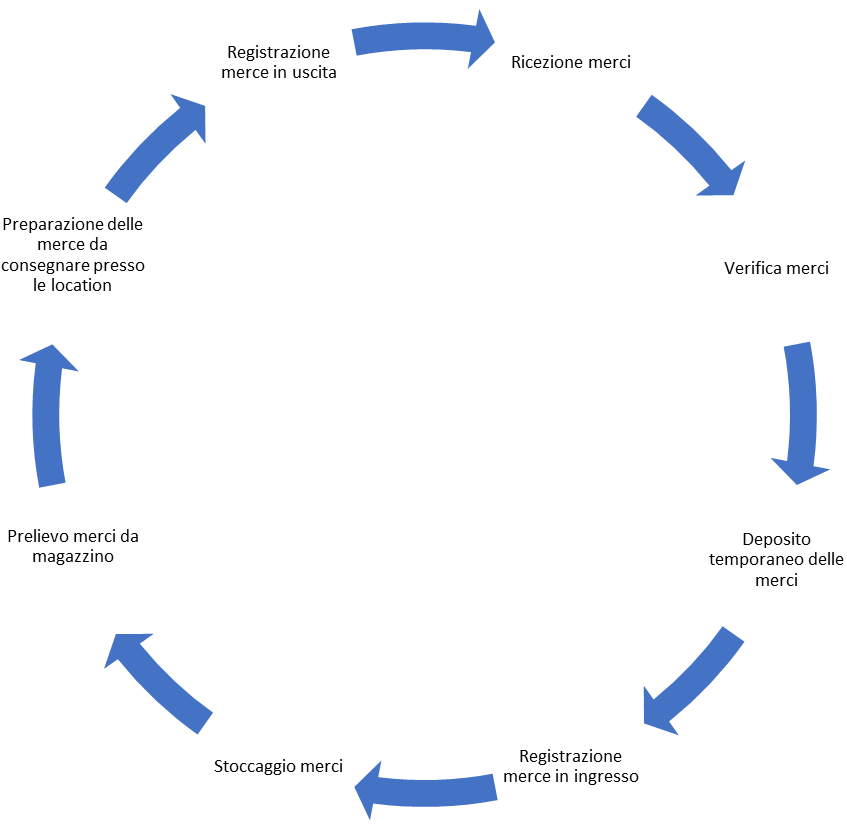 Registrazione
merce in uscita
Ricezione merci
Verifica merci
Deposito
temporaneo delle
merci
Registrazione
merce in ingresso
Stoccaggio merci
Prelievo merci da
magazzino
Preparazione delle
merce da
consegnare presso
le location